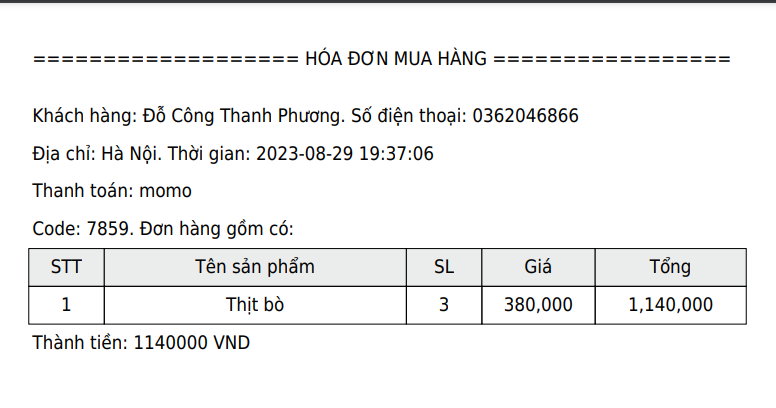 =================== HÓA ĐƠN MUA HÀNG =================
Khách hàng: Đỗ Công Thanh Phương. Số điện thoại: 0362046866
Địa chỉ: Hà Nội. Thời gian: 2023-08-29 19:37:06
Thanh toán: momo
Code: 7859. Đơn hàng gồm có:
STT Tên sản phẩm SL Giá Tổng
1 Thịt bò 3 380,000 1,140,000
Thành tiền: 1140000 VND